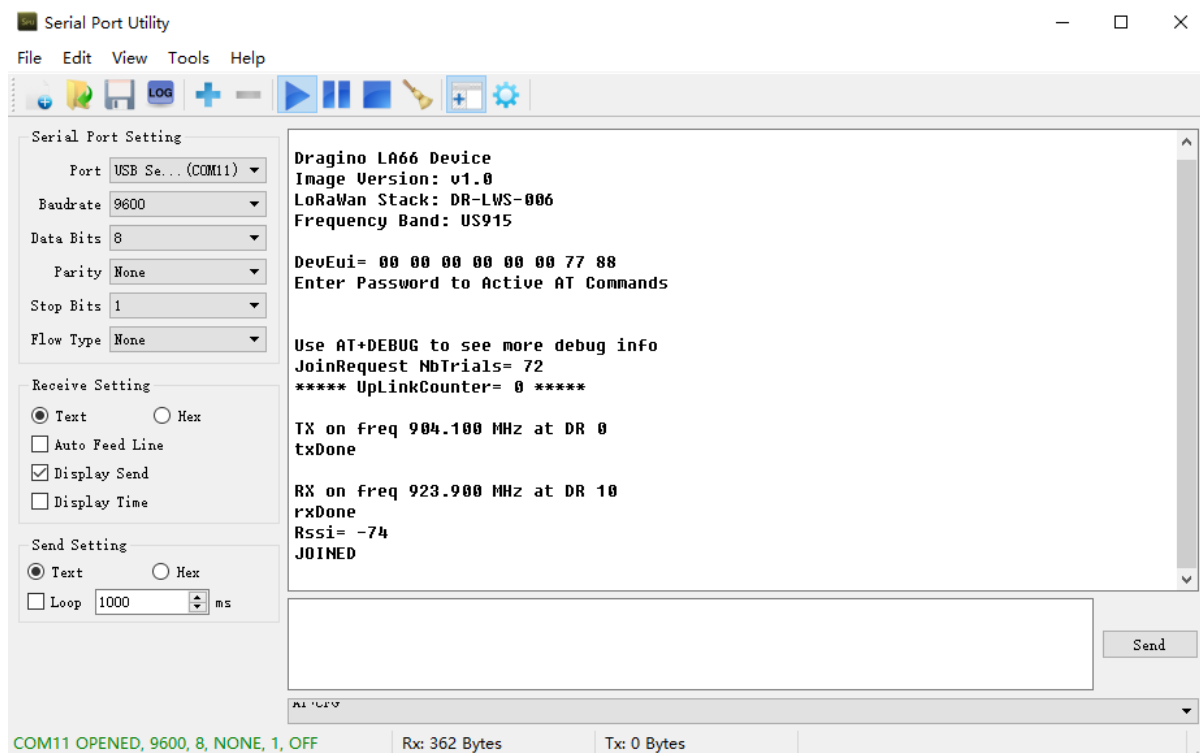 Serial Port Utility
File Edit View Tools Help
LOG
Serial Port Setting
Port USB Se...(COM11)
Baudrate 9600
Data Bits 8
Parity None
Stop Bits 1
Flow Type None
Receive Setting
Text Hex
Auto Feed Line
Display Send
Display Time
Send Setting
Text Hex
Loop 1000 ms
Dragino LA66 Device
Image Version: v1.0
LoRaWan Stack: DR-LWS-006
Frequency Band: US915
DevEui= 00 00 00 00 00 00 77 88
Enter Password to Active AT Commands
Use AT+DEBUG to see more debug info
JoinRequest NbTrials= 72
***** UpLinkCounter= 0 *****
TX on freq 904.100 MHz at DR 0
txDone
RX on freq 923.900 MHz at DR 10
rxDone
Rssi= -74
JOINED
Send
COM11 OPENED, 9600, 8, NONE, 1, OFF
Rx: 362 Bytes
Tx: 0 Bytes